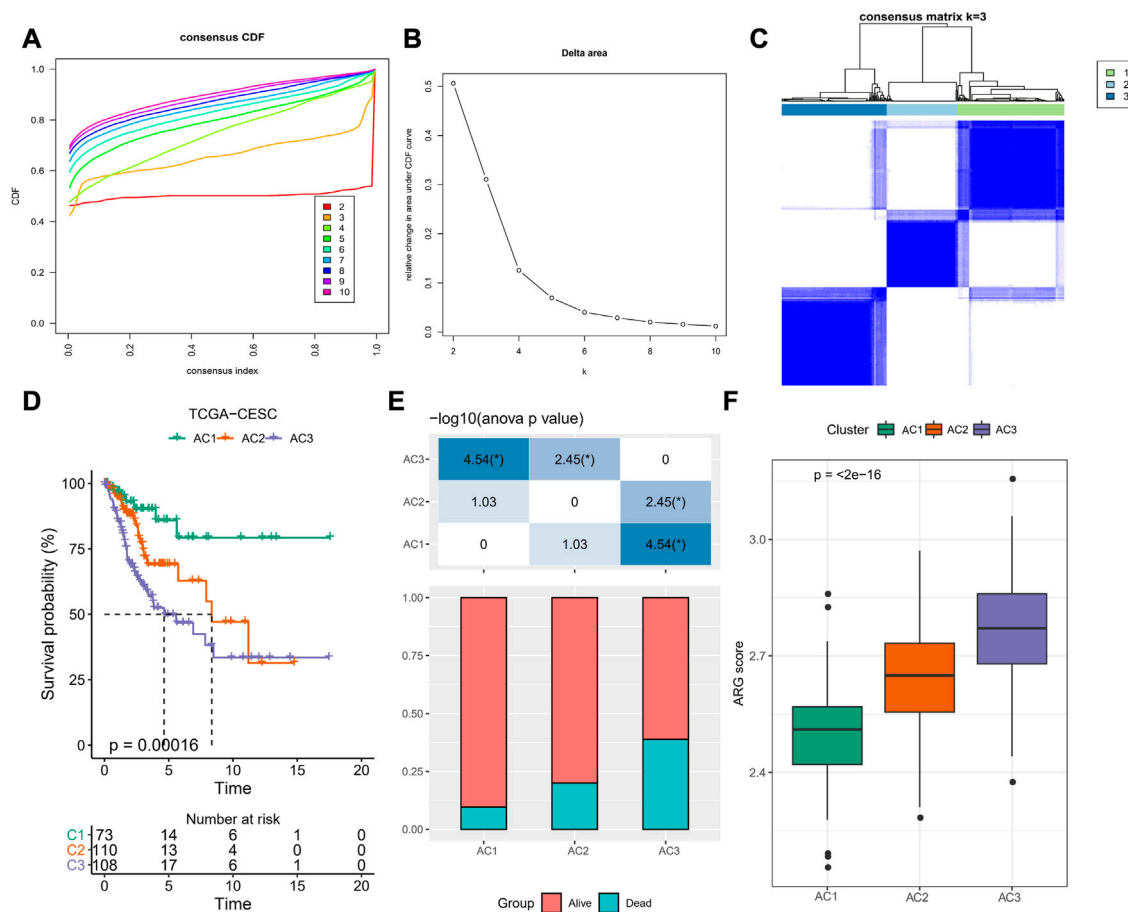 A
consensus CDF
1.0
0.8
0.6
0.4
0.2
0.0
CDF
2
3
4
5
6
7
8
9
10
0.0
0.2
0.4
0.6
0.8
1.0
consensus index
B
Delta area
0.5
0.4
0.3
0.2
0.1
0.0
relative change in area under CDF curve
2
4
6
8
10
k
C
consensus matrix k=3
1
2
3
D
TCGA−CESC
AC1 AC2 AC3
100
75
50
25
0
Survival probability (%)
p = 0.00016
0 5 10 15 20
Time
Number at risk
C1 73 14 6 1 0
C2 110 13 4 0 0
C3 108 17 6 1 0
0 5 10 15 20
Time
E
−log10(anova p value)
AC3 4.54(*) 2.45(*) 0
AC2 1.03 0 2.45(*)
AC1 0 1.03 4.54(*)
1.00
0.75
0.50
0.25
0.00
AC1 AC2 AC3
Group Alive Dead
F
Cluster AC1 AC2 AC3
p = <2e−16
3.0
2.7
2.4
ARG score
AC1 AC2 AC3